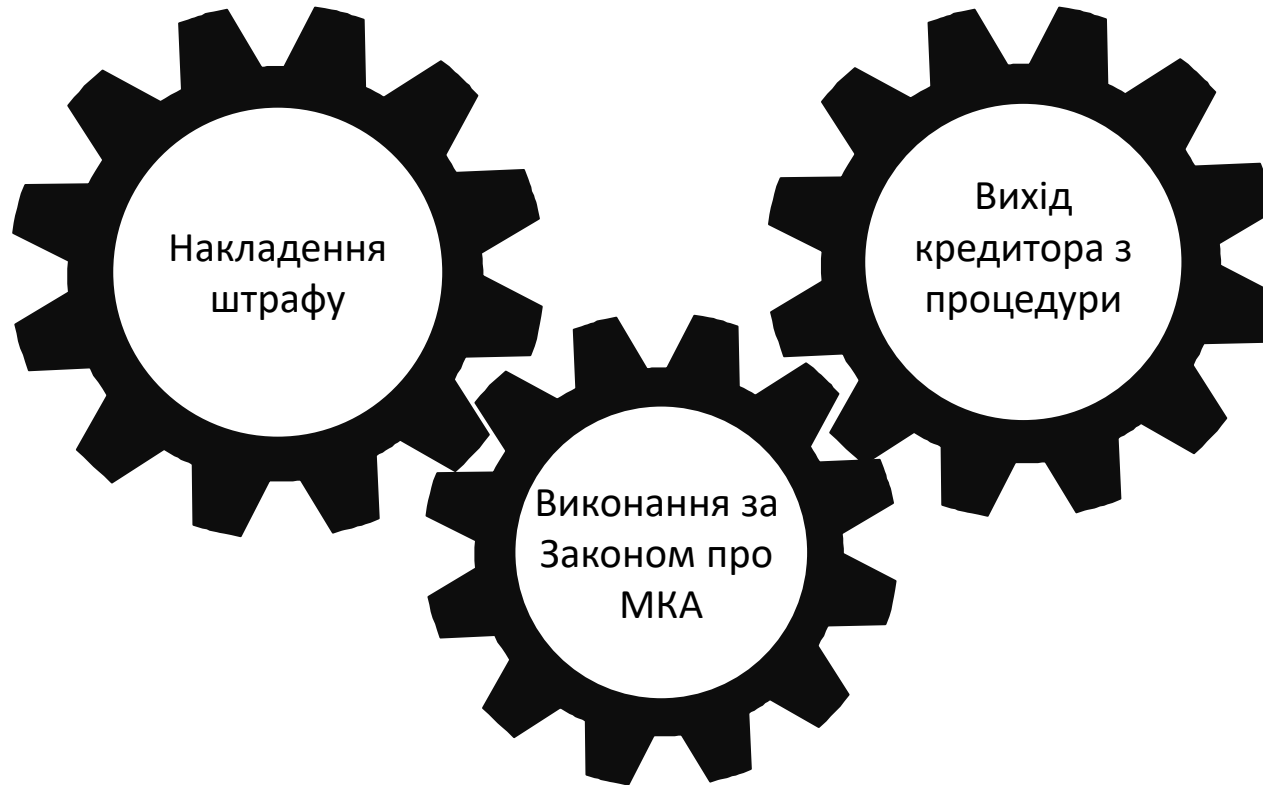 Накладення
штрафу
Вихід
кредитора з
процедури
Виконання за
Законом про
МКА